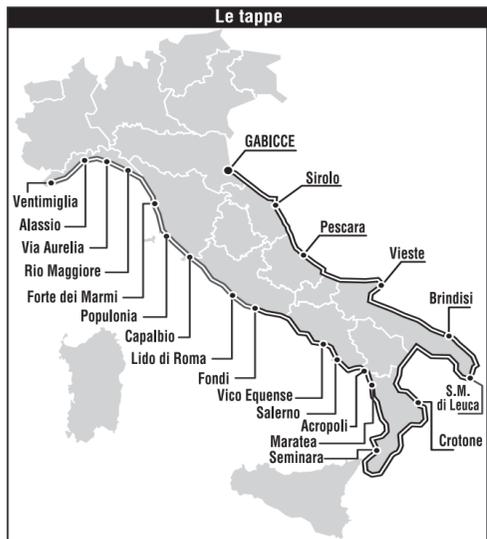 Le tappe
GABICCE
Sirolo
Pescara
Vieste
Brindisi
S.M.
di Leuca
Crotone
Ventimiglia
Alassio
Via Aurelia
Rio Maggiore
Forte dei Marmi
Populonia
Capalbio
Lido di Roma
Fondi
Vico Equense
Salerno
Acropoli
Maratea
Seminara